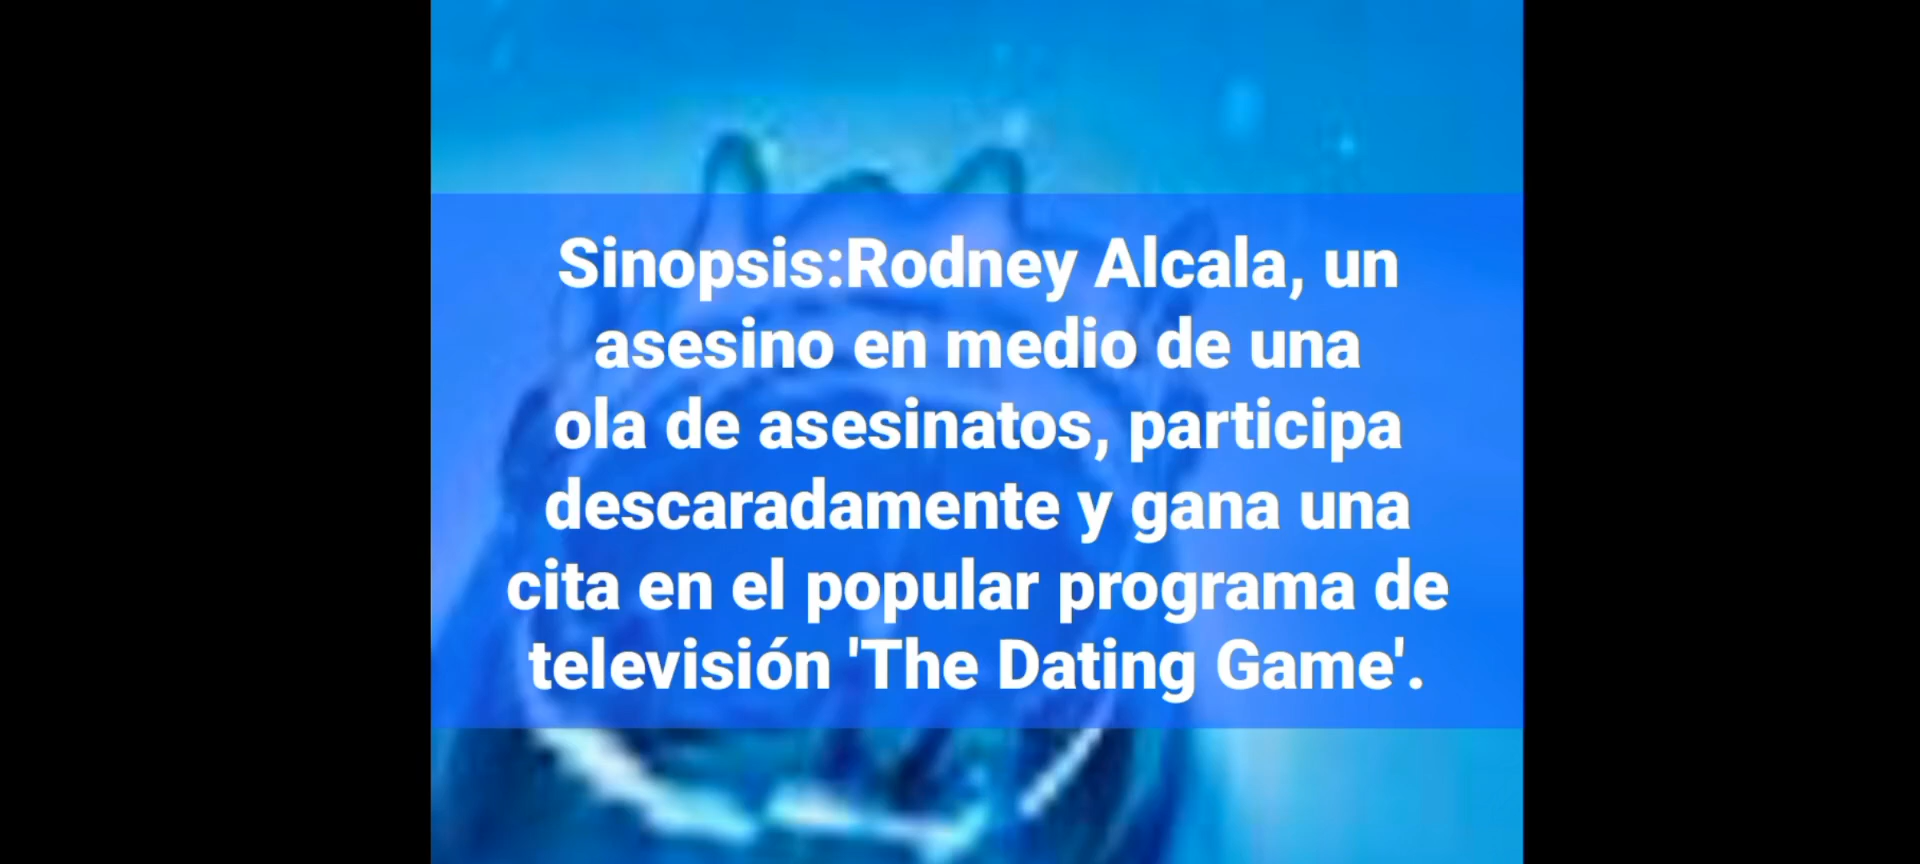 Sinopsis:Rodney Alcala, un
asesino en medio de una
ola de asesinatos, participa
descaradamente y gana una
cita en el popular programa de
televisión 'The Dating Game'.